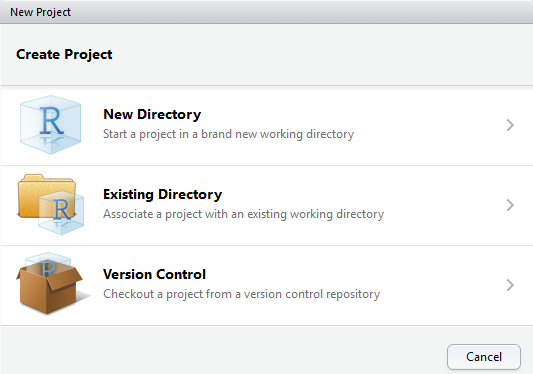 New Project
Create Project
R
New Directory
Start a project in a brand new working directory
R
Existing Directory
Associate a project with an existing working directory
R
Version Control
Checkout a project from a version control repository
Cancel